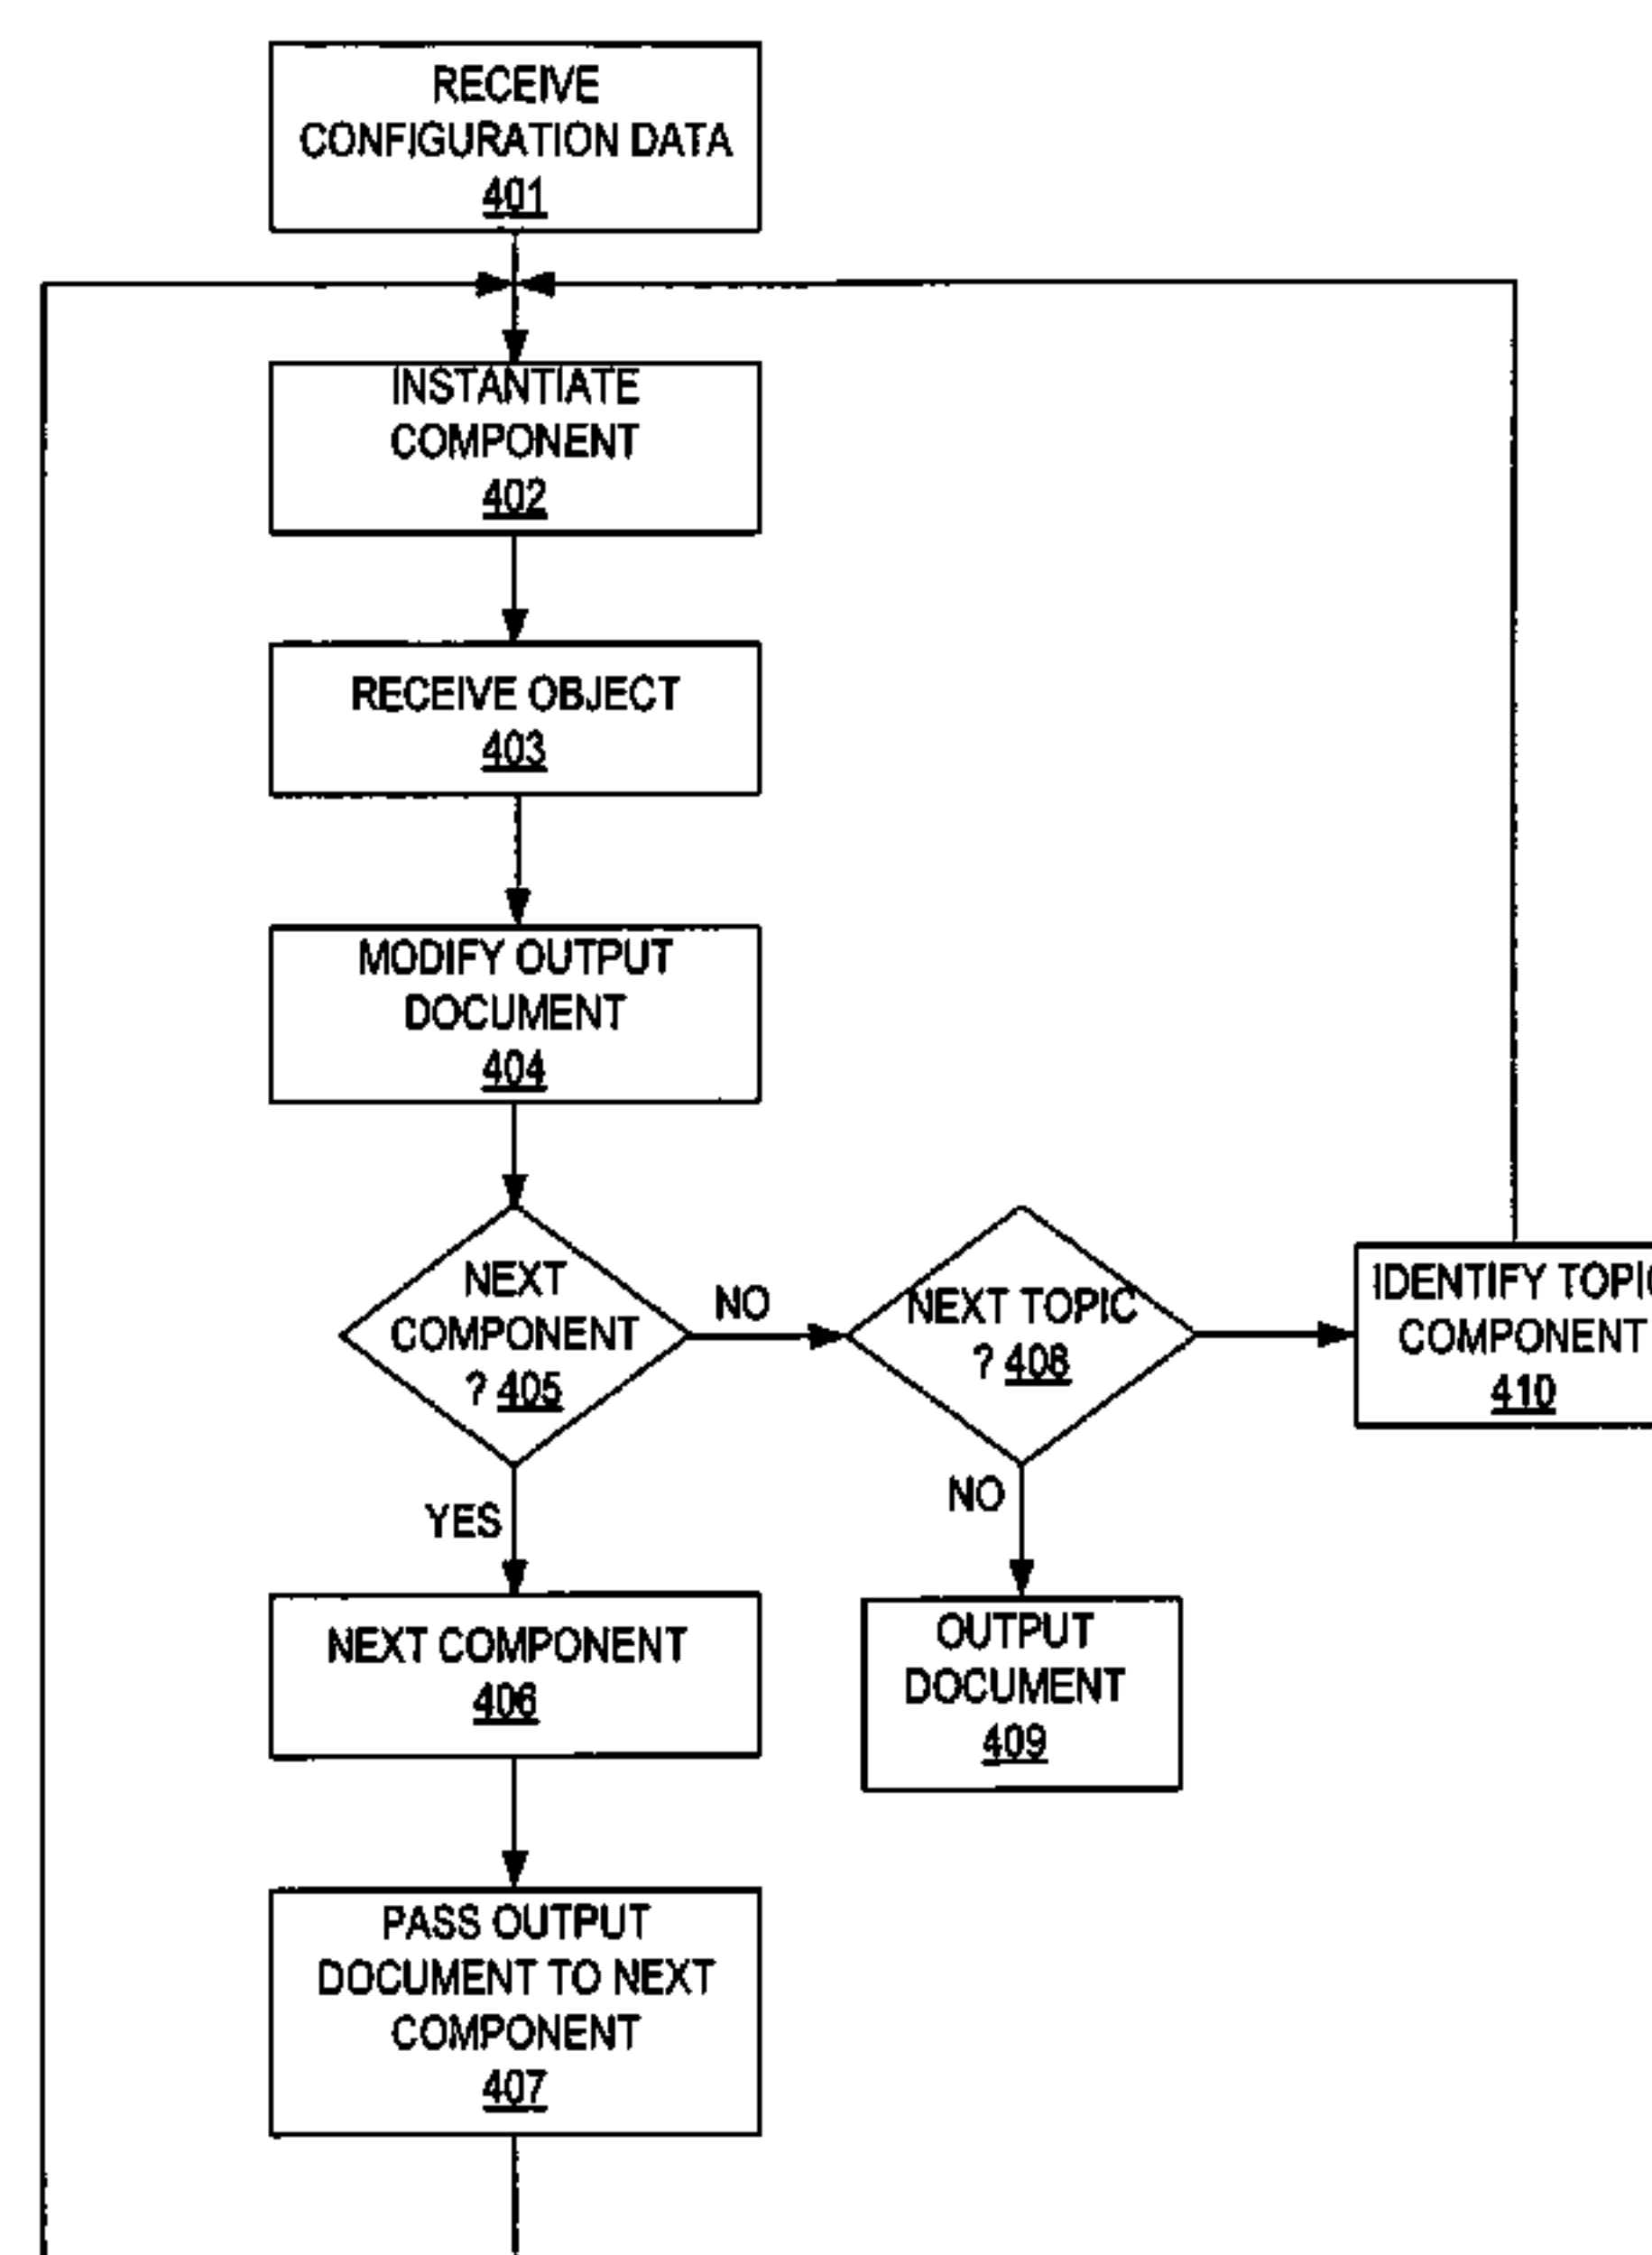 RECEIVE
CONFIGURATION DATA
401
INSTANTIATE
COMPONENT
402
RECEIVE OBJECT
403
MODIFY OUTPUT
DOCUMENT
404
NEXT
COMPONENT
? 405
NO
NEXT TOPIC
? 408
IDENTIFY TOPIC
COMPONENT
410
YES
NO
NEXT COMPONENT
406
OUTPUT
DOCUMENT
409
PASS OUTPUT
DOCUMENT TO NEXT
COMPONENT
407